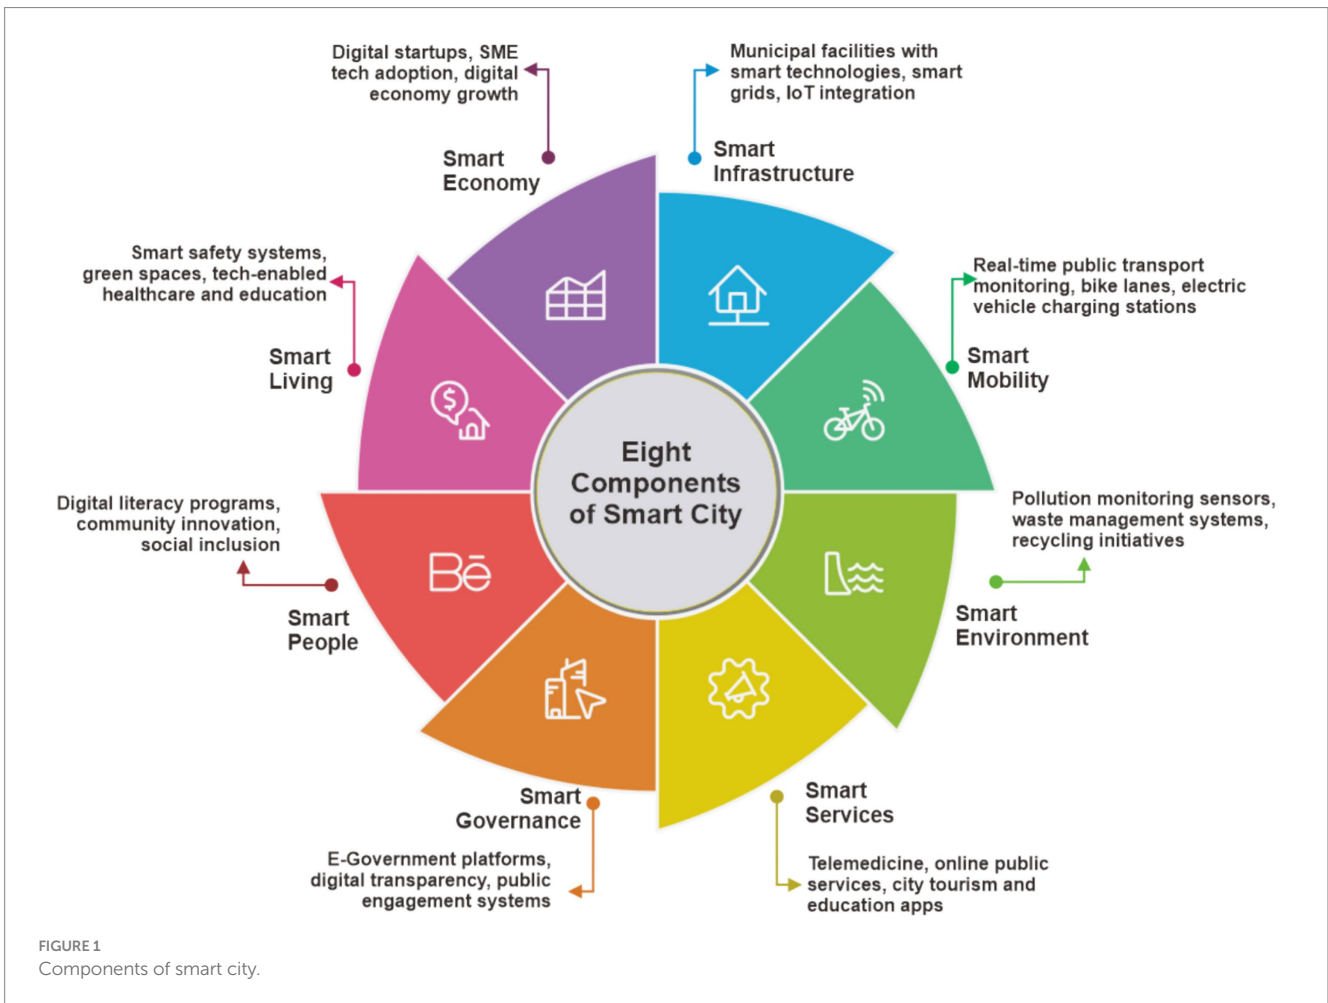 Digital startups, SME
tech adoption, digital
economy growth
Smart
Economy
Municipal facilities with
smart technologies, smart
grids, IoT integration
Smart
Infrastructure
Smart safety systems,
green spaces, tech-enabled
healthcare and education
Smart
Living
Real-time public transport
monitoring, bike lanes, electric
vehicle charging stations
Smart
Mobility
$
Eight
Components
of Smart City
Digital literacy programs,
community innovation,
social inclusion
Smart
People
Bē
Pollution monitoring sensors,
waste management systems,
recycling initiatives
Smart
Environment
Smart
Governance
E-Government platforms,
digital transparency, public
engagement systems
Smart
Services
Telemedicine, online public
services, city tourism and
education apps
FIGURE 1
Components of smart city.